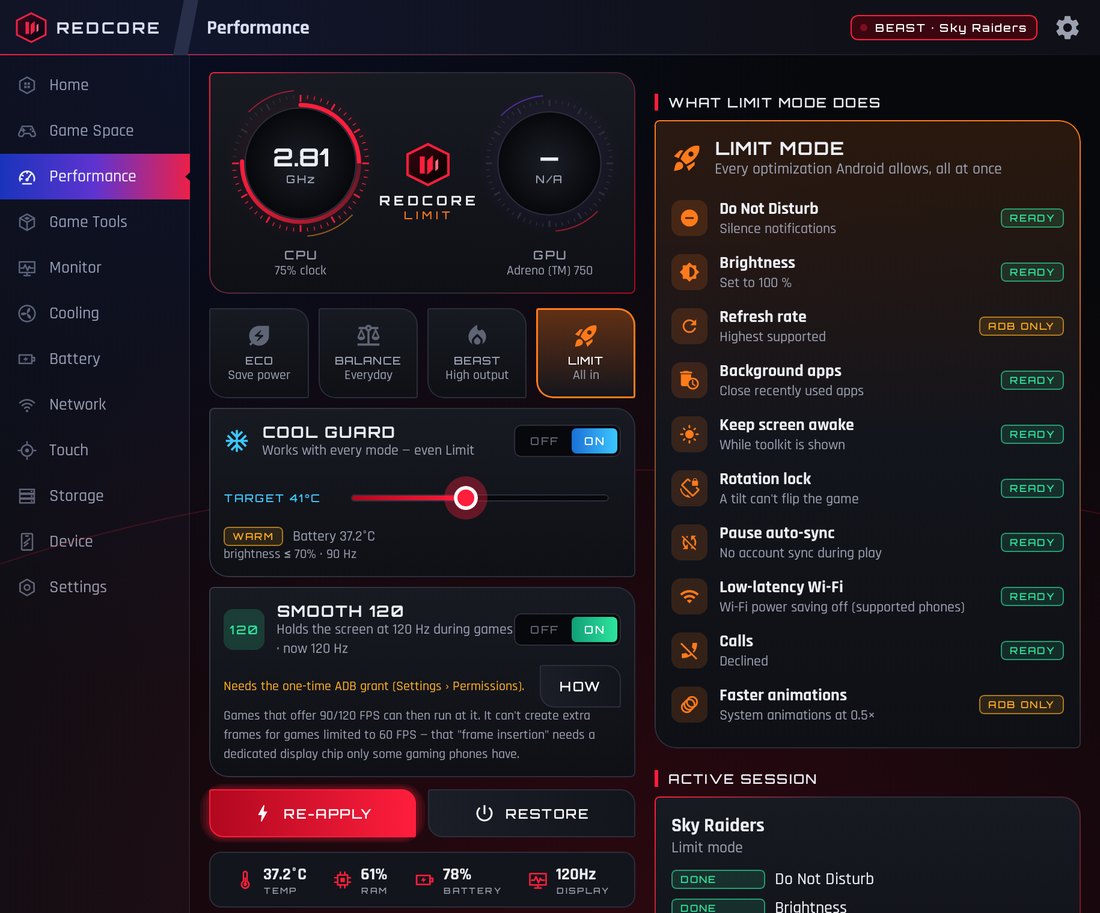 REDCORE
Performance
BEAST · Sky Raiders
Home
Game Space
Performance
Game Tools
Monitor
Cooling
Battery
Network
Touch
Storage
Device
Settings
2.81
GHz
CPU
75% clock
REDCORE
LIMIT
—
N/A
GPU
Adreno (TM) 750
ECO
Save power
BALANCE
Everyday
BEAST
High output
LIMIT
All in
COOL GUARD
Works with every mode — even Limit
OFF ON
TARGET 41°C
WARM Battery 37.2°C
brightness ≤ 70% · 90 Hz
120
SMOOTH 120
Holds the screen at 120 Hz during games
· now 120 Hz
OFF ON
Needs the one-time ADB grant (Settings › Permissions).
HOW
Games that offer 90/120 FPS can then run at it. It can't create extra
frames for games limited to 60 FPS — that "frame insertion" needs a
dedicated display chip only some gaming phones have.
RE-APPLY
RESTORE
37.2°C
TEMP
61%
RAM
78%
BATTERY
120Hz
DISPLAY
WHAT LIMIT MODE DOES
LIMIT MODE
Every optimization Android allows, all at once
Do Not Disturb
Silence notifications
READY
Brightness
Set to 100 %
READY
Refresh rate
Highest supported
ADB ONLY
Background apps
Close recently used apps
READY
Keep screen awake
While toolkit is shown
READY
Rotation lock
A tilt can't flip the game
READY
Pause auto-sync
No account sync during play
READY
Low-latency Wi-Fi
Wi-Fi power saving off (supported phones)
READY
Calls
Declined
READY
Faster animations
System animations at 0.5×
ADB ONLY
ACTIVE SESSION
Sky Raiders
Limit mode
DONE Do Not Disturb
DONE Brightness